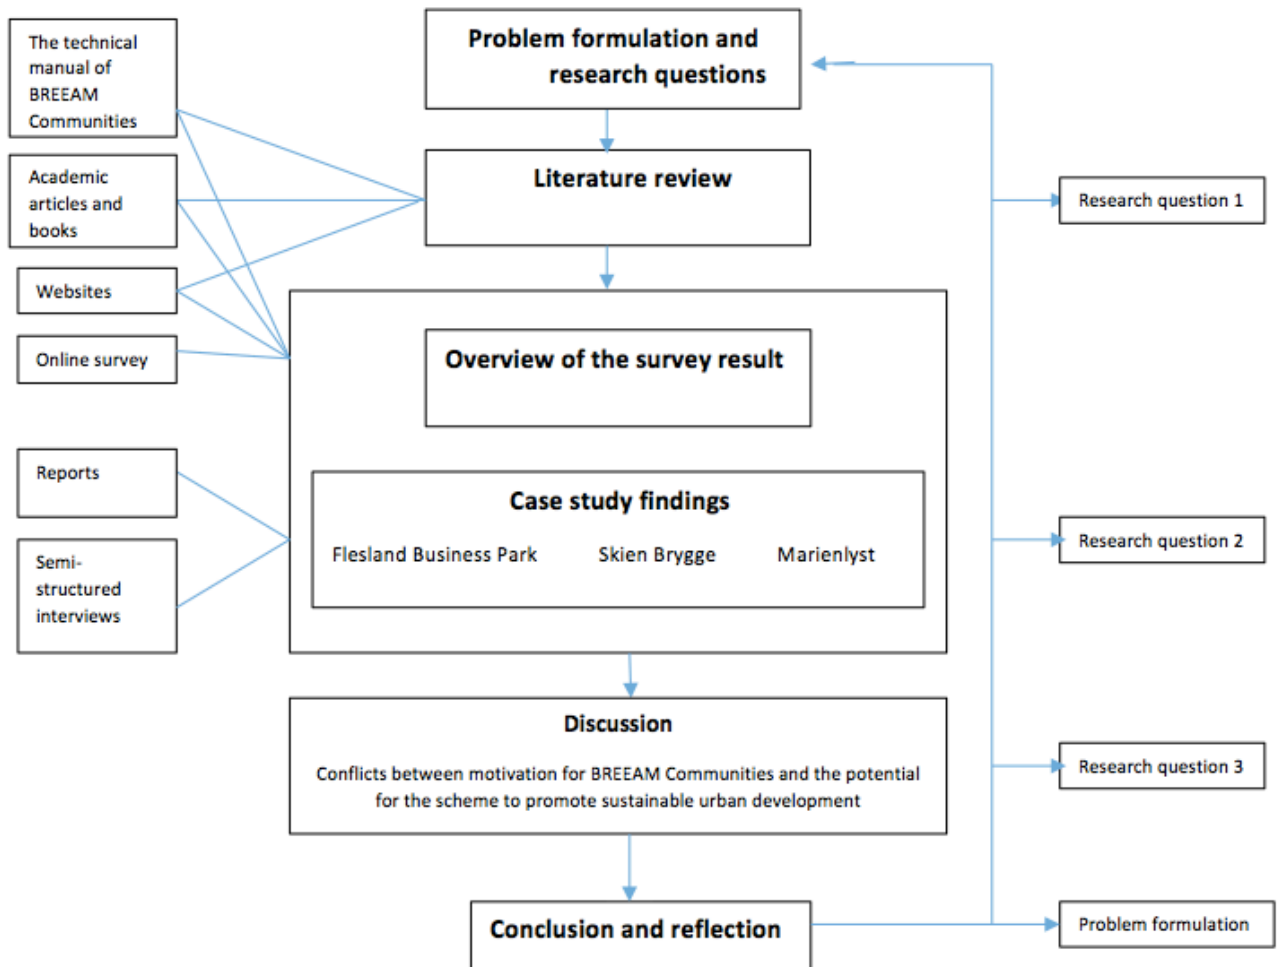 The technical
manual of
BREEAM
Communities
Academic
articles and
books
Websites
Online survey
Reports
Semi-
structured
interviews
Problem formulation and
research questions
Literature review
Overview of the survey result
Case study findings
Flesland Business Park Skien Brygge Marienlyst
Discussion
Conflicts between motivation for BREEAM Communities and the potential
for the scheme to promote sustainable urban development
Conclusion and reflection
Research question 1
Research question 2
Research question 3
Problem formulation